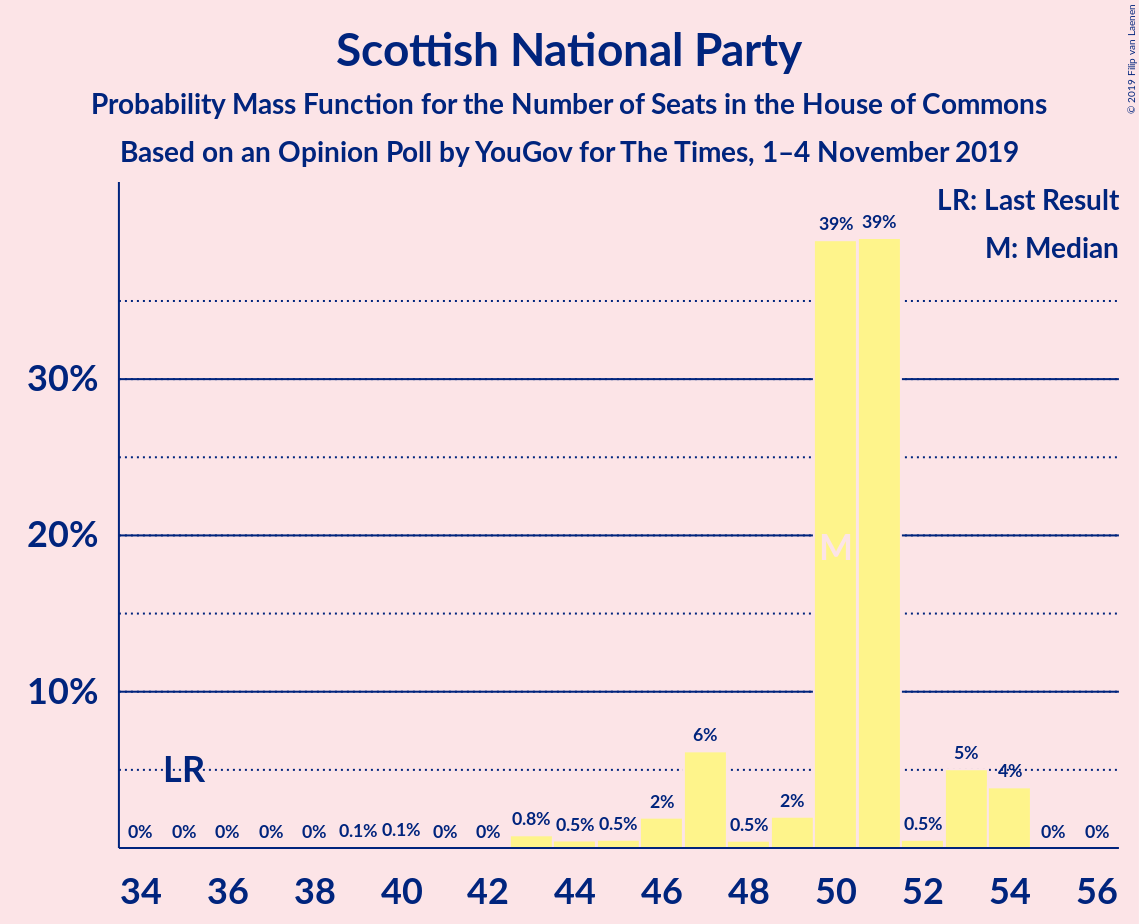 Scottish National Party
Probability Mass Function for the Number of Seats in the House of Commons
Based on an Opinion Poll by YouGov for The Times, 1–4 November 2019
© 2019 Filip van Laenen
LR: Last Result
M: Median
30%
20%
10%
LR
M
0% 0% 0% 0% 0% 0.1% 0.1% 0% 0% 0.8% 0.5% 0.5% 2% 6% 0.5% 2% 39% 39% 0.5% 5% 4% 0% 0%
34 36 38 40 42 44 46 48 50 52 54 56